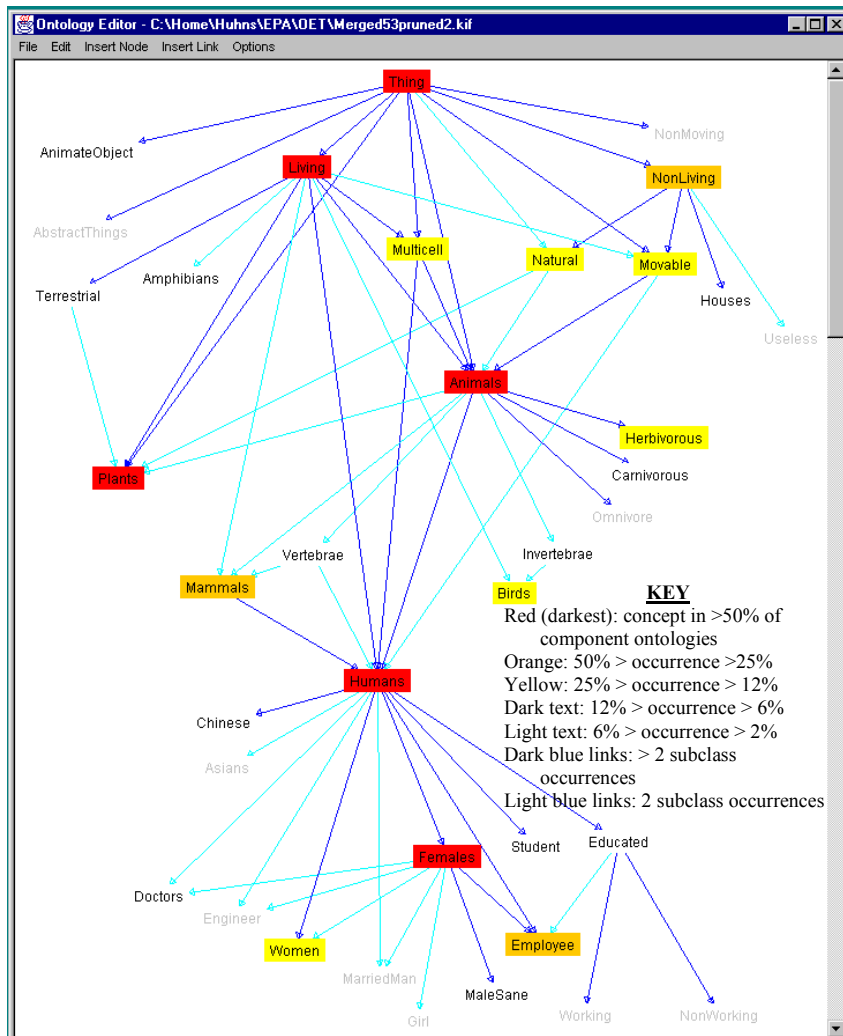 Ontology Editor - C:\Home\Huhns\EPA\OET\Merged53pruned2.kif
File Edit Insert Node Insert Link Options
Thing
NonMoving
AnimateObject
Living
NonLiving
AbstractThings
Multicell
Natural
Movable
Amphibians
Terrestrial
Houses
Useless
Animals
Herbivorous
Plants
Carnivorous
Omnivore
Vertebrae
Invertebrae
Mammals
Birds
KEY
Red (darkest): concept in >50% of
component ontologies
Orange: 50% > occurrence >25%
Yellow: 25% > occurrence > 12%
Dark text: 12% > occurrence > 6%
Light text: 6% > occurrence > 2%
Dark blue links: > 2 subclass
occurrences
Light blue links: 2 subclass occurrences
Humans
Chinese
Asians
Student
Educated
Females
Doctors
Engineer
Women
Employee
MarriedMan
MaleSane
Girl
Working
NonWorking